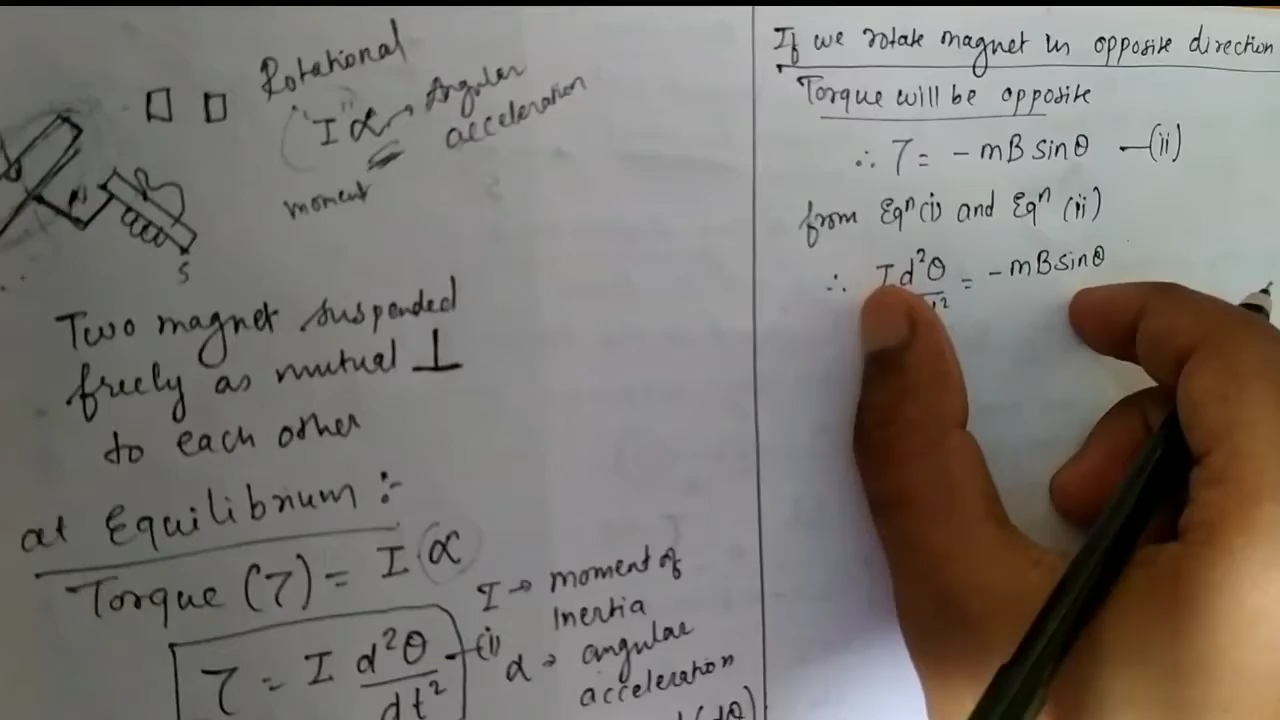 Rotational
"I"α → Angular
acceleration
moment
S
Two magnet suspended
freely as mutual ⊥
to each other
at Equilibrium :-
Torque (τ) = I α
τ = I d²θ/dt² —(i)
I → moment of
Inertia
α → angular
acceleration
If we rotate magnet in opposite direction
Torque will be opposite
∴ τ = - mB sinθ —(ii)
from Eqⁿ(i) and Eqⁿ (ii)
∴ I d²θ/dt² = - mB sinθ